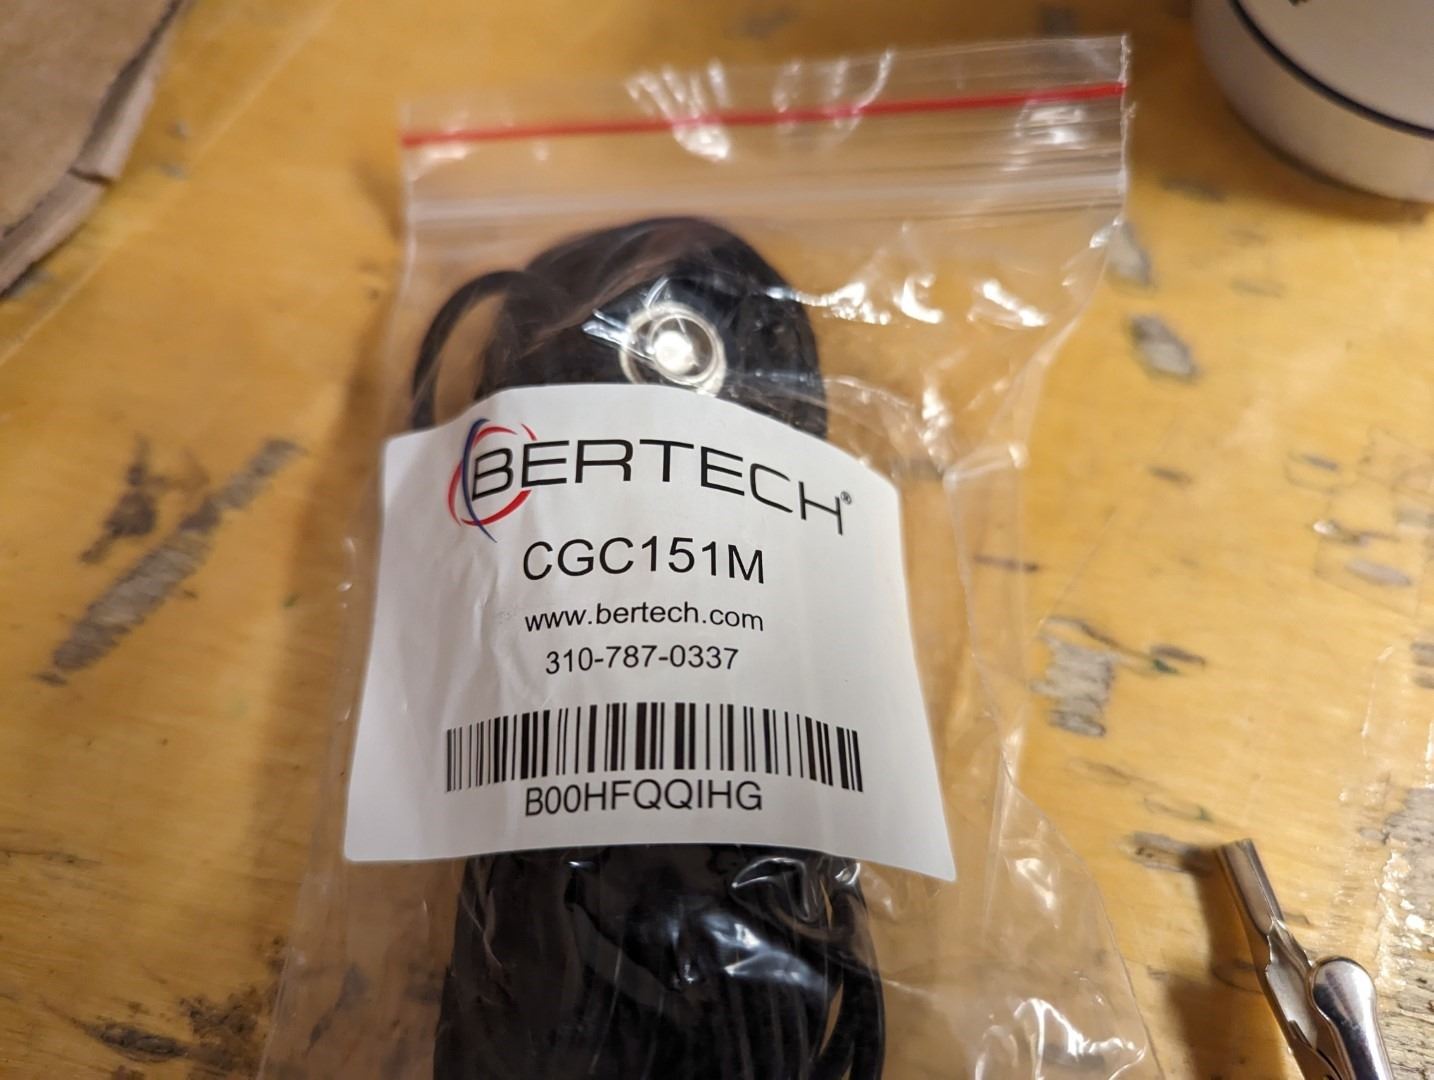 BERTECH®
CGC151M
www.bertech.com
310-787-0337
B00HFQQIHG